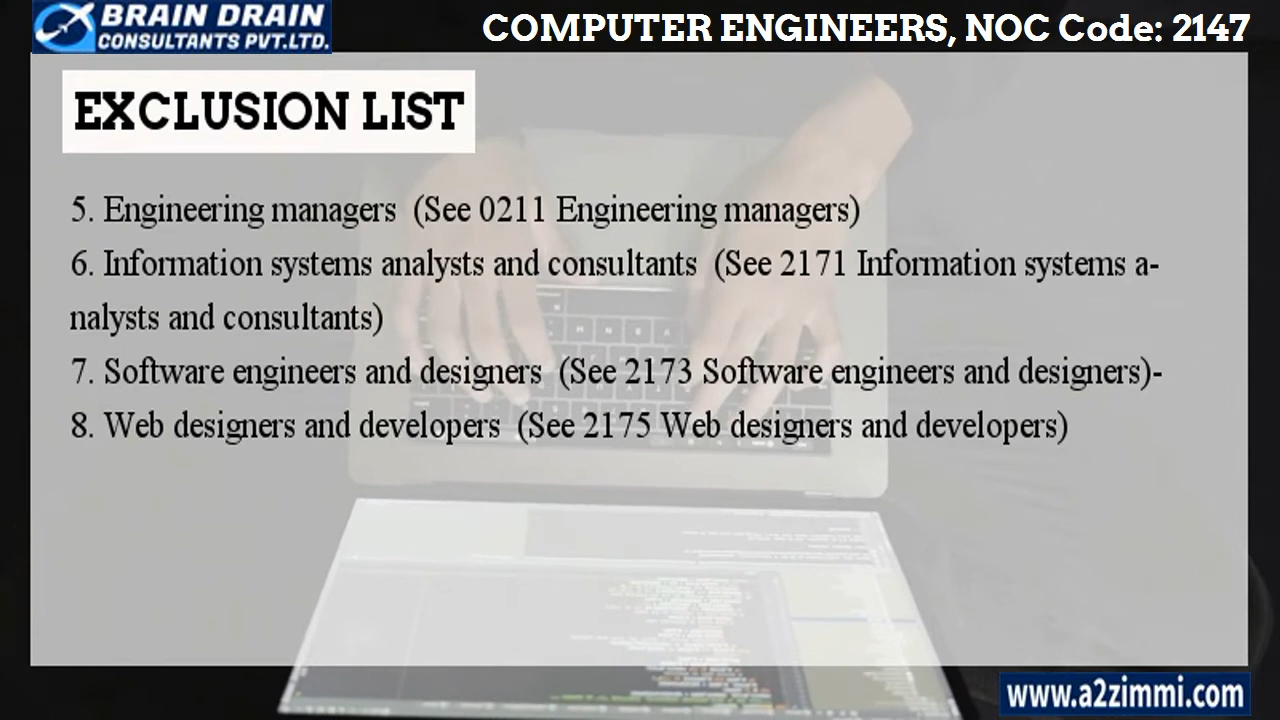 BRAIN DRAIN
CONSULTANTS PVT.LTD.
COMPUTER ENGINEERS, NOC Code: 2147
EXCLUSION LIST
5. Engineering managers (See 0211 Engineering managers)
6. Information systems analysts and consultants (See 2171 Information systems a-
nalysts and consultants)
7. Software engineers and designers (See 2173 Software engineers and designers)-
8. Web designers and developers (See 2175 Web designers and developers)
www.a2zimmi.com